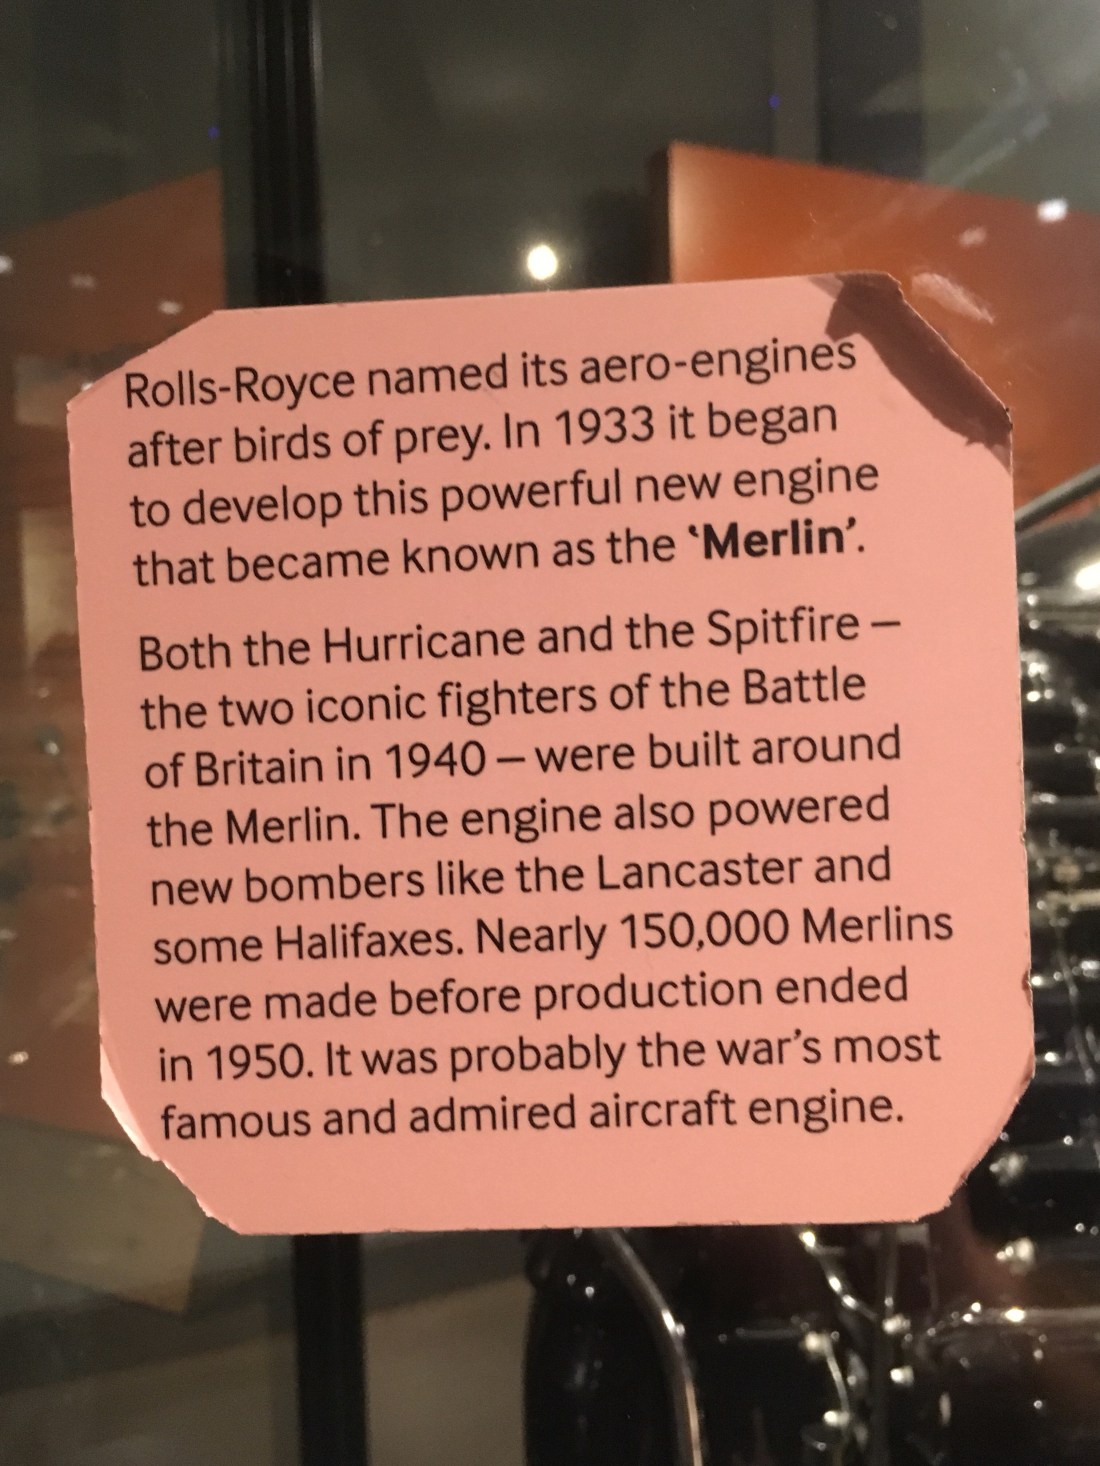 Rolls-Royce named its aero-engines
after birds of prey. In 1933 it began
to develop this powerful new engine
that became known as the ‘Merlin’.
Both the Hurricane and the Spitfire –
the two iconic fighters of the Battle
of Britain in 1940 – were built around
the Merlin. The engine also powered
new bombers like the Lancaster and
some Halifaxes. Nearly 150,000 Merlins
were made before production ended
in 1950. It was probably the war’s most
famous and admired aircraft engine.